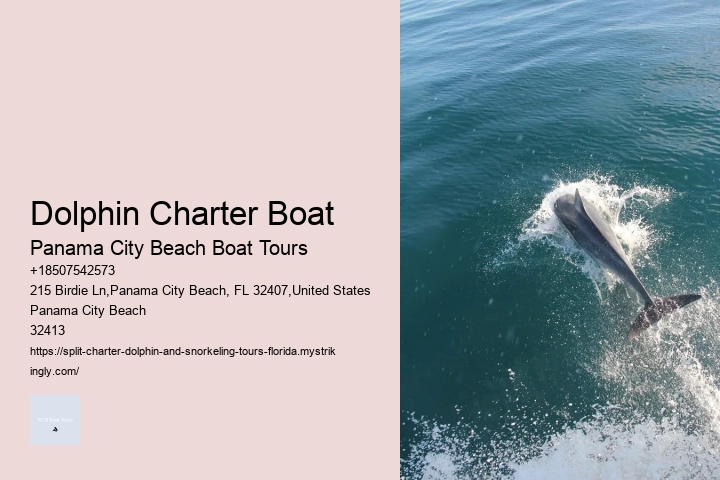 Dolphin Charter Boat
Panama City Beach Boat Tours
+18507542573
215 Birdie Ln,Panama City Beach, FL 32407,United States
Panama City Beach
32413
https://split-charter-dolphin-and-snorkeling-tours-florida.mystrik
ingly.com/